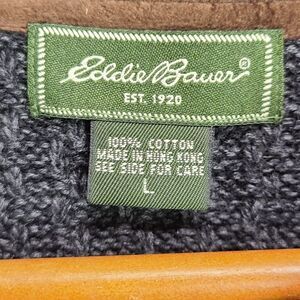 Eddie Bauer®
EST. 1920
100% COTTON
MADE IN HONG KONG
SEE SIDE FOR CARE
L